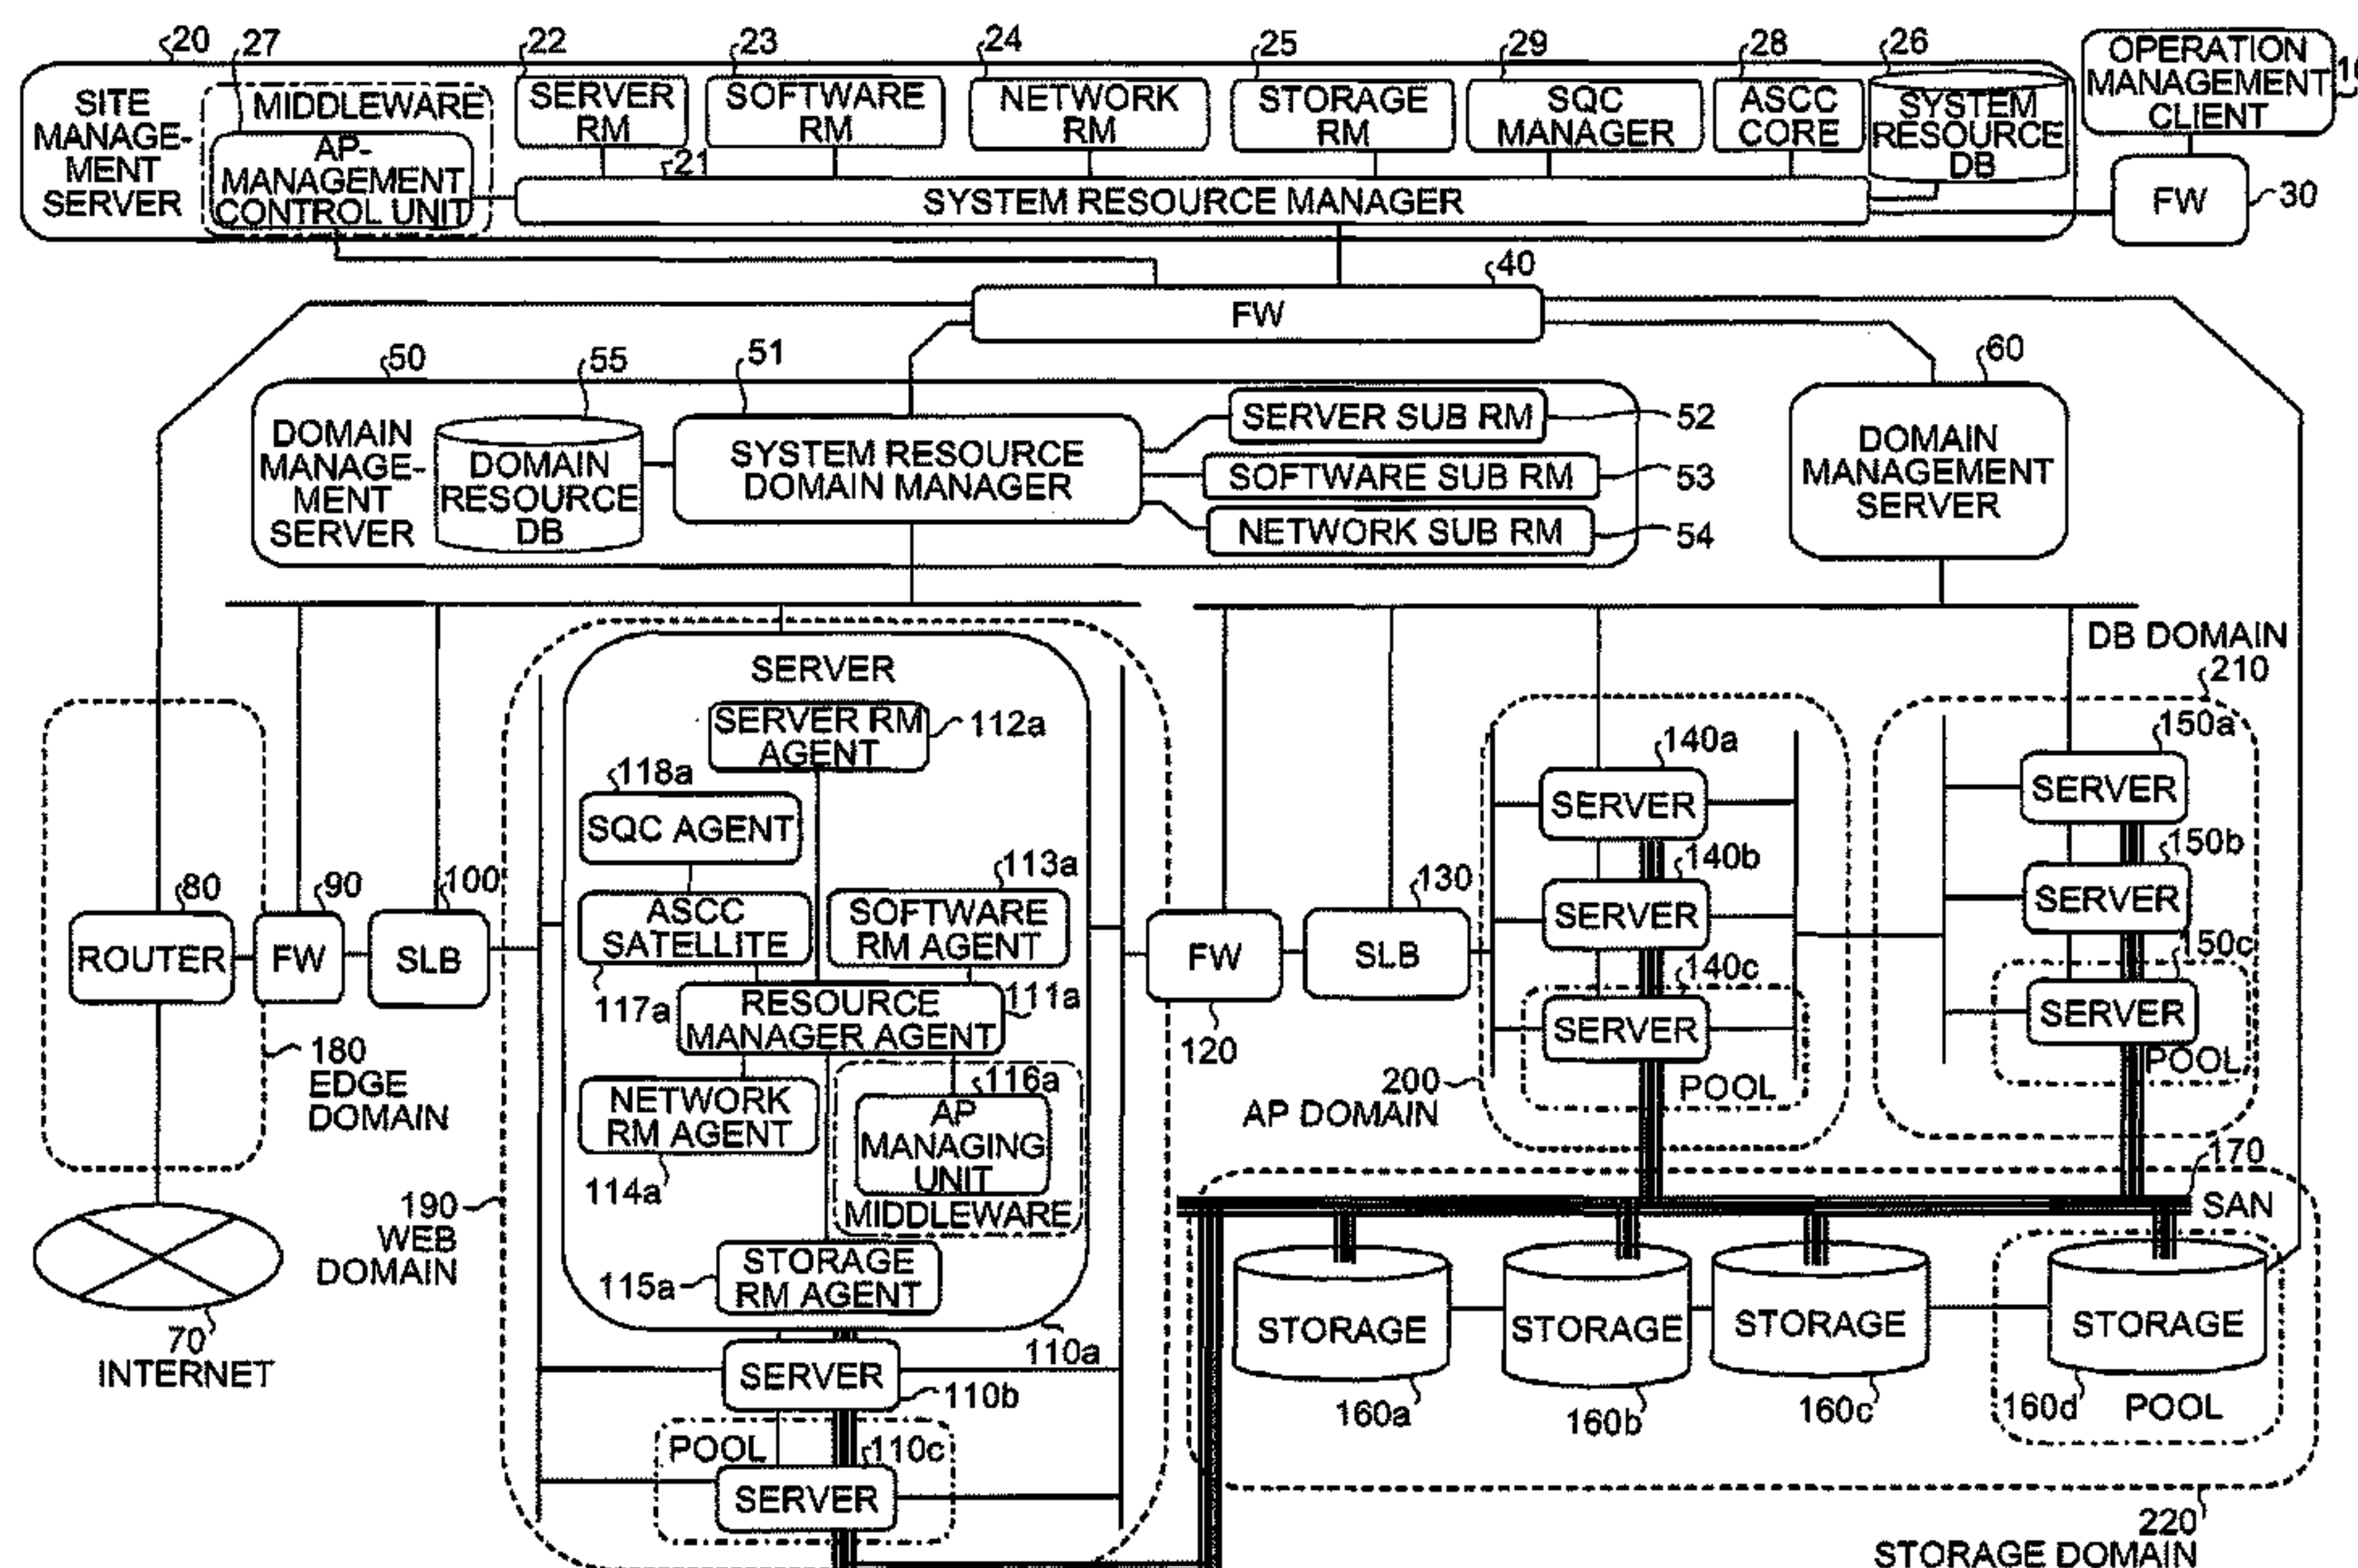 20
27
22
23
24
25
29
28
26
SITE
MANAGE-
MENT
SERVER
MIDDLEWARE
AP-
MANAGEMENT
CONTROL UNIT
SERVER
RM
SOFTWARE
RM
NETWORK
RM
STORAGE
RM
SQC
MANAGER
ASCC
CORE
SYSTEM
RESOURCE
DB
OPERATION
MANAGEMENT
CLIENT
21
SYSTEM RESOURCE MANAGER
FW
30
40
FW
50
55
51
60
DOMAIN
MANAGE-
MENT
SERVER
DOMAIN
RESOURCE
DB
SYSTEM RESOURCE
DOMAIN MANAGER
SERVER SUB RM
52
SOFTWARE SUB RM
53
NETWORK SUB RM
54
DOMAIN
MANAGEMENT
SERVER
DB DOMAIN
210
SERVER
SERVER RM
AGENT
112a
118a
SQC AGENT
113a
ASCC
SATELLITE
SOFTWARE
RM AGENT
117a
RESOURCE
MANAGER AGENT
111a
NETWORK
RM AGENT
114a
116a
AP
MANAGING
UNIT
MIDDLEWARE
STORAGE
RM AGENT
115a
110a
SERVER
110b
POOL
110c
SERVER
80
ROUTER
90
FW
100
SLB
180
EDGE
DOMAIN
190
WEB
DOMAIN
70
INTERNET
FW
120
130
SLB
140a
SERVER
140b
SERVER
140c
SERVER
POOL
200
AP DOMAIN
150a
SERVER
150b
SERVER
150c
SERVER
POOL
170
SAN
STORAGE
160a
STORAGE
160b
STORAGE
160c
STORAGE
160d
POOL
220
STORAGE DOMAIN